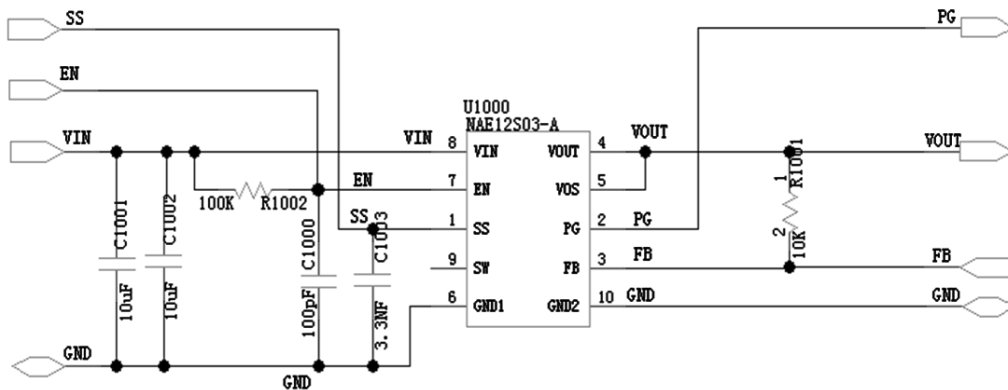 SS
PG
EN
U1000
NAE12S03-A
VIN
VIN
8
VIN
VOUT
4
VOUT
VOUT
1
R1001
EN
7
EN
VOS
5
100K
R1002
C1001
C1002
C1000
SS
C1003
1
SS
PG
2
PG
2
10K
9
SW
FB
3
FB
FB
10uF
10uF
100pF
3.3NF
6
GND1
GND2
10
GND
GND
GND
GND